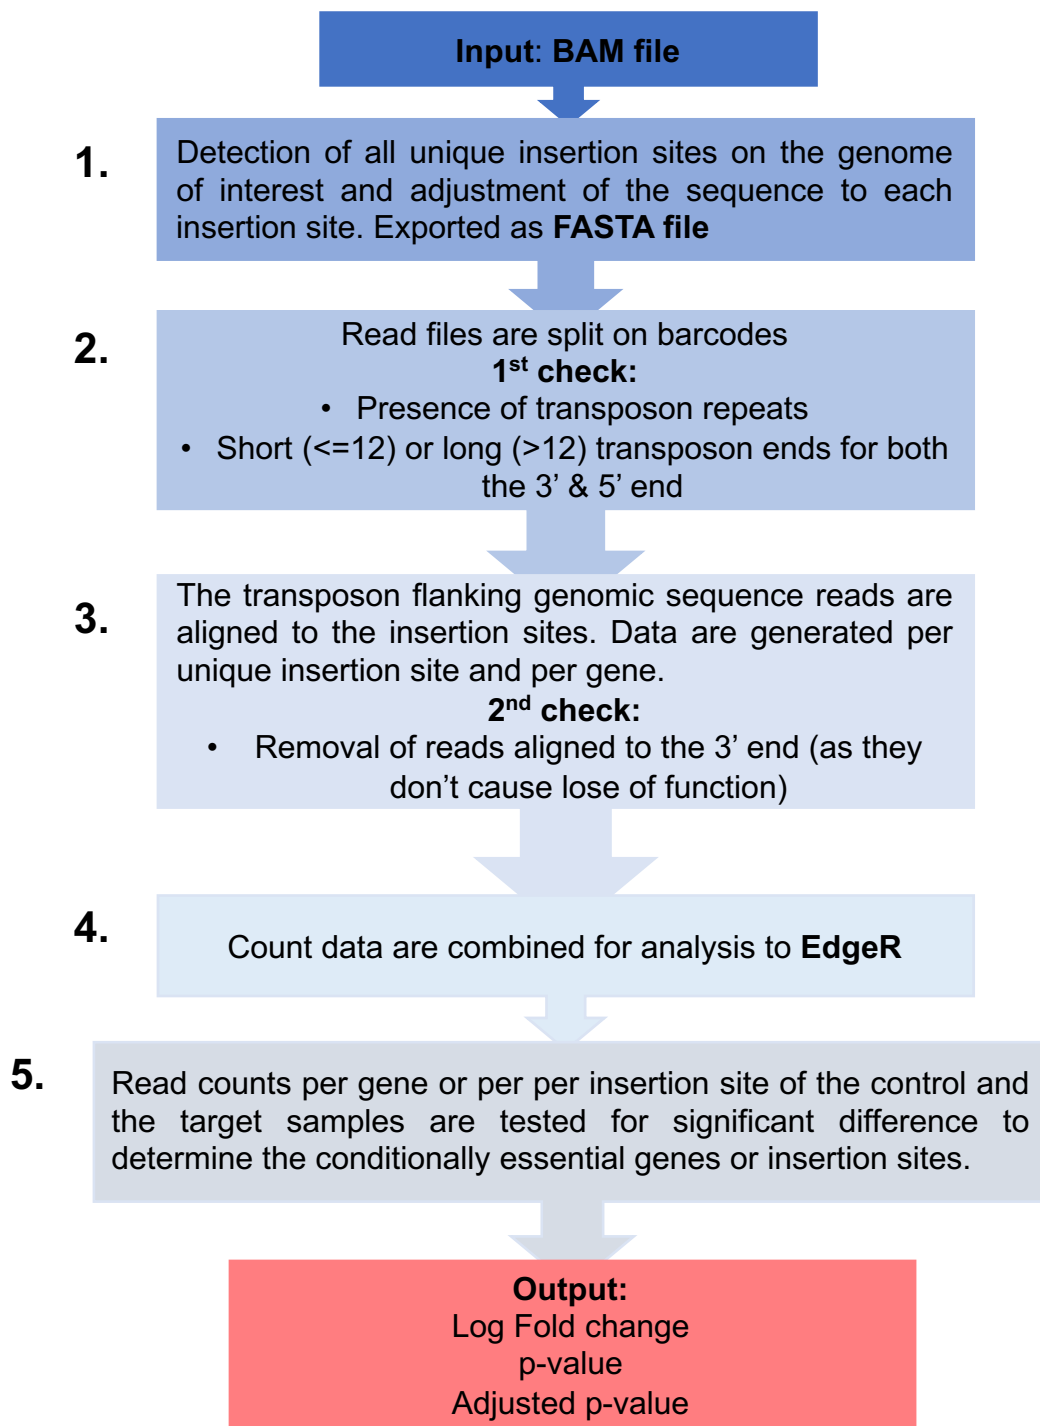 Input: BAM file
1.
Detection of all unique insertion sites on the genome
of interest and adjustment of the sequence to each
insertion site. Exported as FASTA file
2.
Read files are split on barcodes
1st check:
• Presence of transposon repeats
• Short (<=12) or long (>12) transposon ends for both
the 3’ & 5’ end
3.
The transposon flanking genomic sequence reads are
aligned to the insertion sites. Data are generated per
unique insertion site and per gene.
2nd check:
• Removal of reads aligned to the 3’ end (as they
don’t cause lose of function)
4.
Count data are combined for analysis to EdgeR
5.
Read counts per gene or per per insertion site of the control and
the target samples are tested for significant difference to
determine the conditionally essential genes or insertion sites.
Output:
Log Fold change
p-value
Adjusted p-value